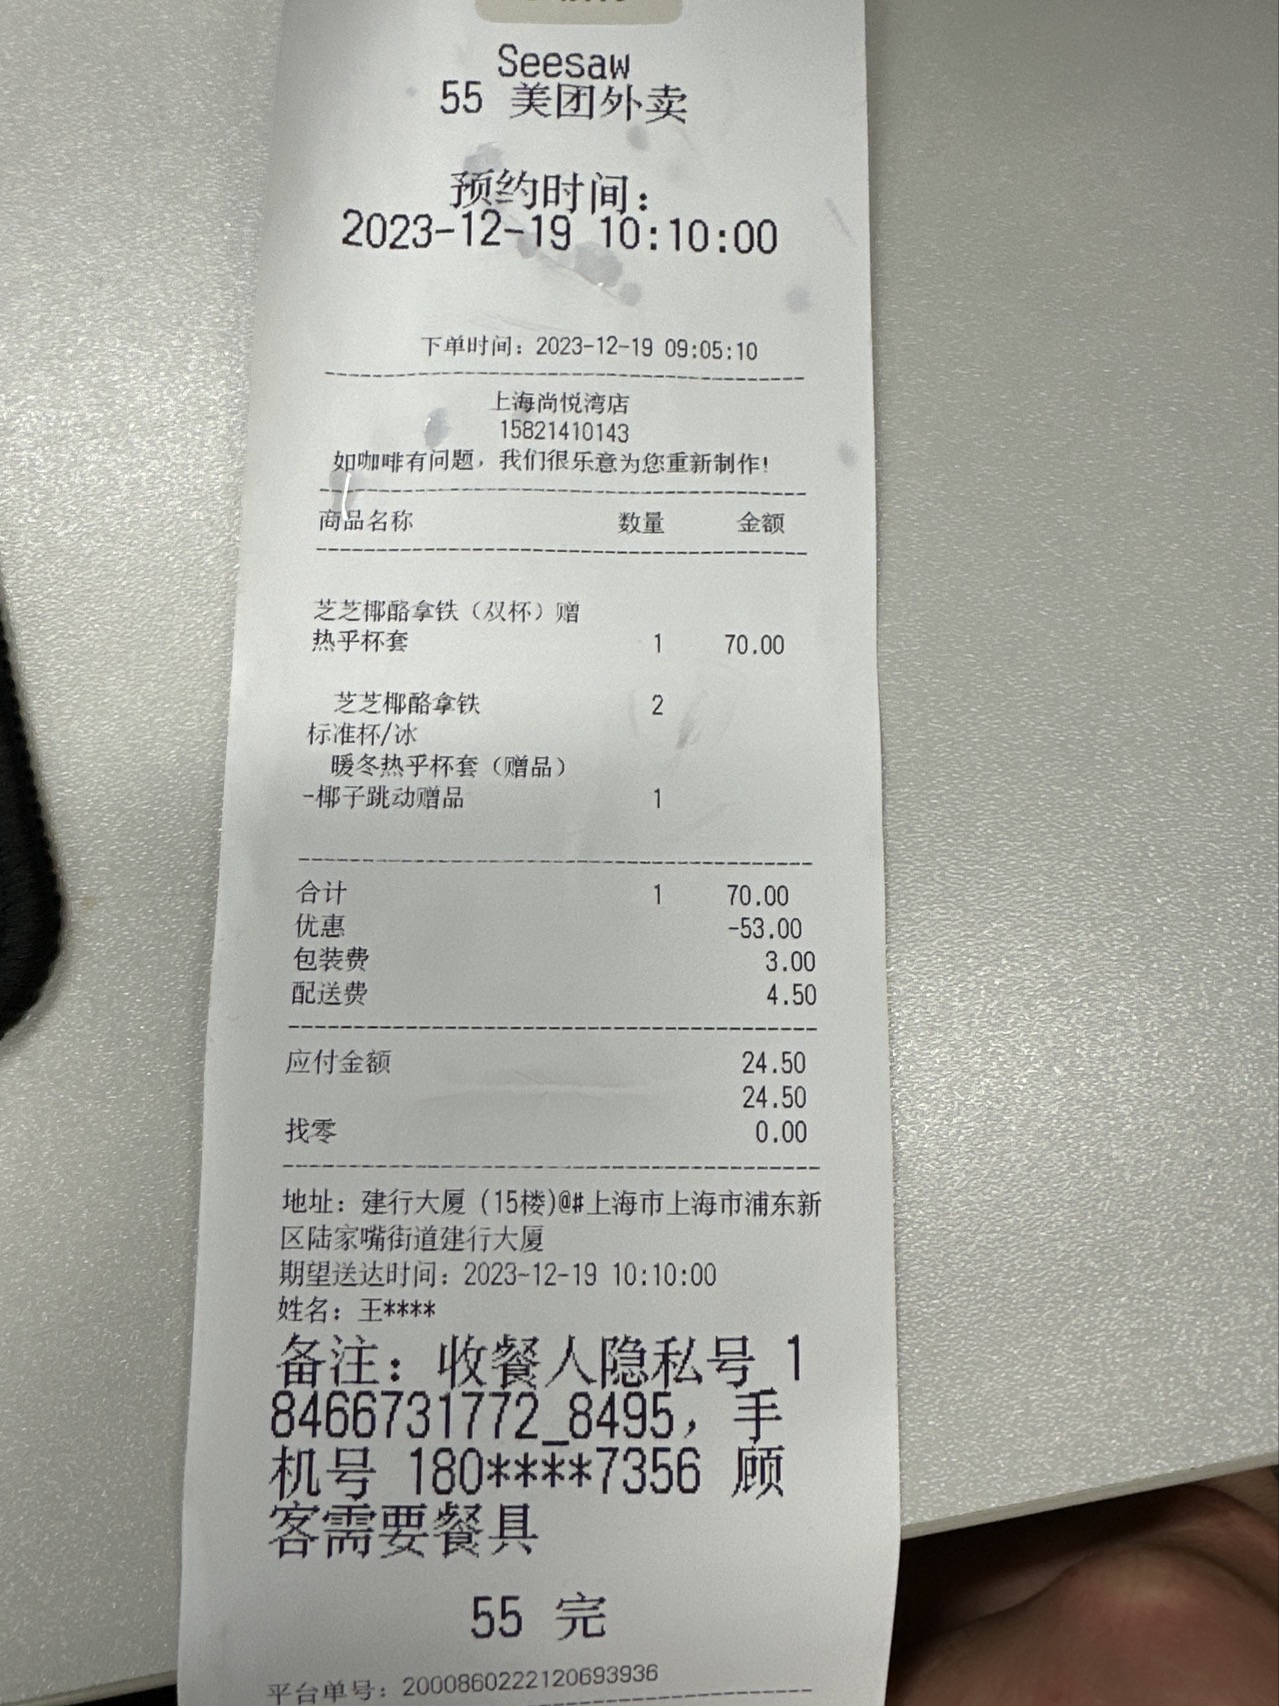 Seesaw
55 美团外卖
预约时间：
2023-12-19 10:10:00
下单时间：2023-12-19 09:05:10
上海尚悦湾店
15821410143
如咖啡有问题，我们很乐意为您重新制作！
商品名称 数量 金额
芝芝椰酪拿铁（双杯）赠
热乎杯套 1 70.00
芝芝椰酪拿铁 2
标准杯/冰
暖冬热乎杯套（赠品）
-椰子跳动赠品 1
合计 1 70.00
优惠 -53.00
包装费 3.00
配送费 4.50
应付金额 24.50
24.50
找零 0.00
地址：建行大厦 (15楼)@#上海市上海市浦东新
区陆家嘴街道建行大厦
期望送达时间：2023-12-19 10:10:00
姓名：王****
备注：收餐人隐私号 1
8466731772_8495，手
机号 180****7356 顾
客需要餐具
55 完
平台单号：2000860222120693936